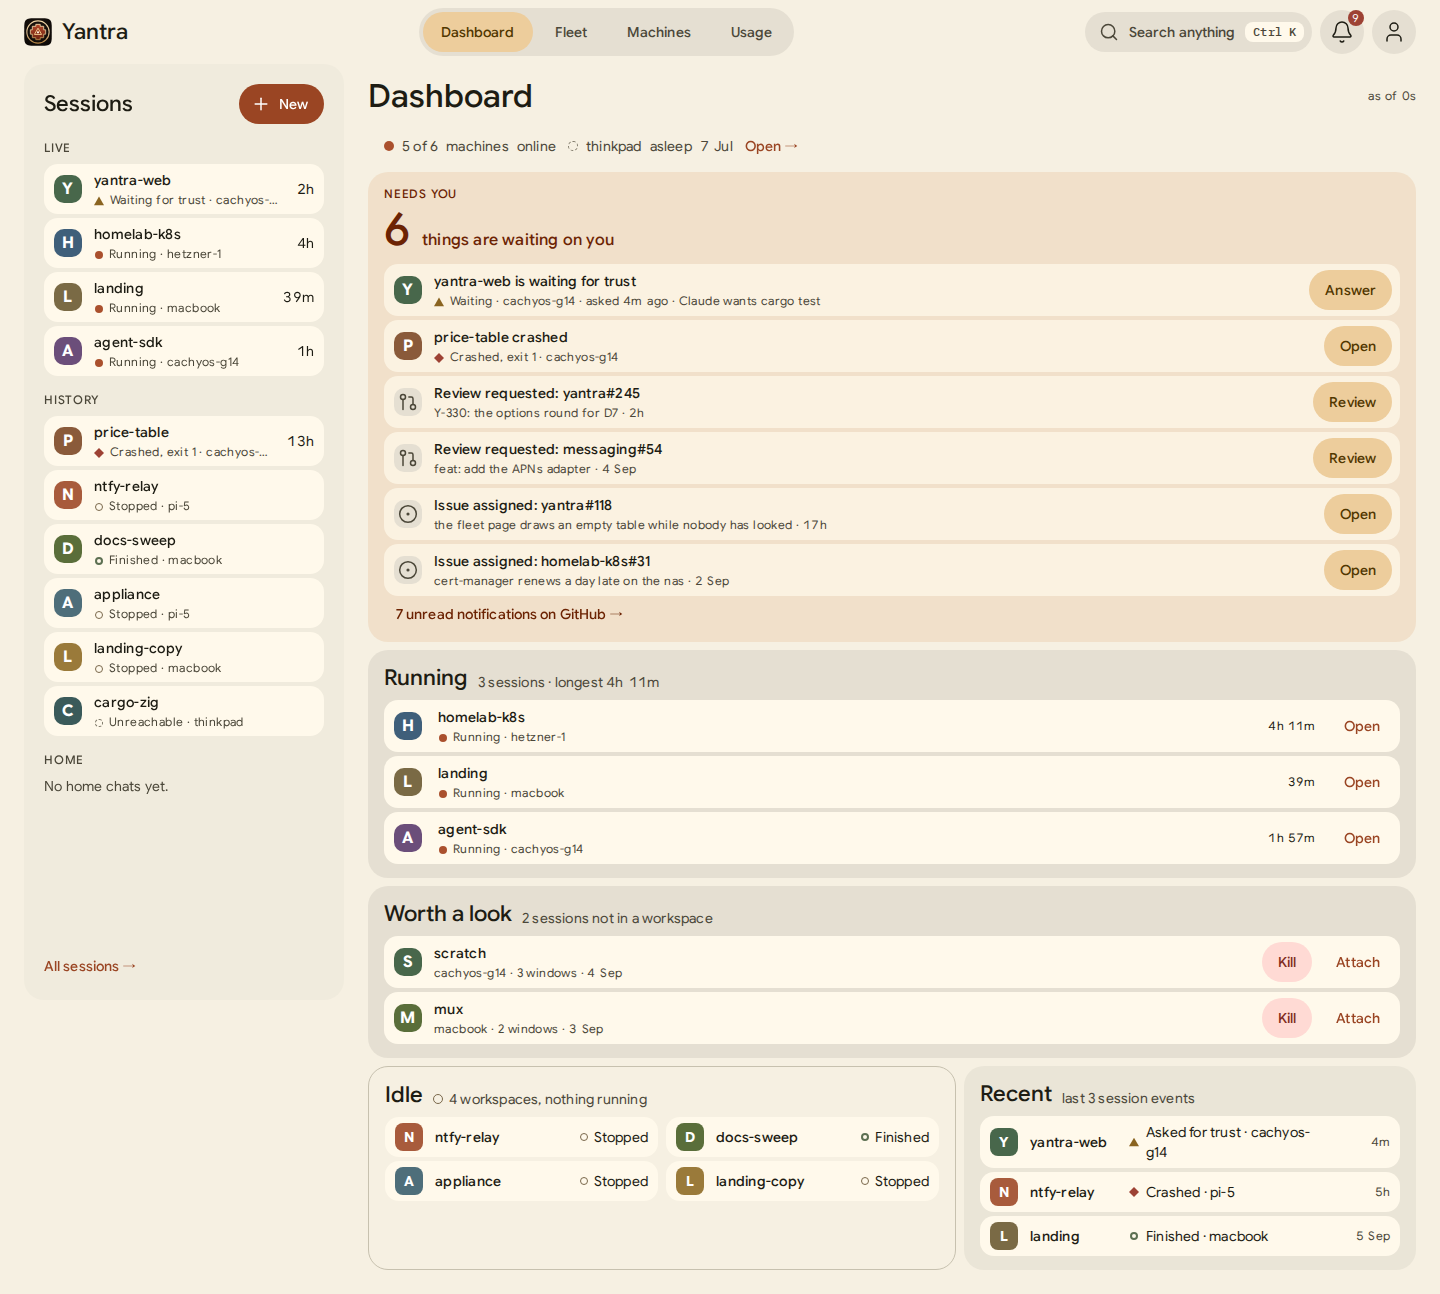 Yantra
Dashboard
Fleet
Machines
Usage
Search anything
Ctrl K
9
Sessions
New
LIVE
Y
yantra-web
Waiting for trust · cachyos-…
2h
H
homelab-k8s
Running · hetzner-1
4h
L
landing
Running · macbook
39m
A
agent-sdk
Running · cachyos-g14
1h
HISTORY
P
price-table
Crashed, exit 1 · cachyos-…
13h
N
ntfy-relay
Stopped · pi-5
D
docs-sweep
Finished · macbook
A
appliance
Stopped · pi-5
L
landing-copy
Stopped · macbook
C
cargo-zig
Unreachable · thinkpad
HOME
No home chats yet.
All sessions →
Dashboard
as of 0s
5 of 6 machines online
thinkpad asleep 7 Jul
Open →
NEEDS YOU
6 things are waiting on you
Y
yantra-web is waiting for trust
Waiting · cachyos-g14 · asked 4m ago · Claude wants cargo test
Answer
P
price-table crashed
Crashed, exit 1 · cachyos-g14
Open
Review requested: yantra#245
Y-330: the options round for D7 · 2h
Review
Review requested: messaging#54
feat: add the APNs adapter · 4 Sep
Review
Issue assigned: yantra#118
the fleet page draws an empty table while nobody has looked · 17h
Open
Issue assigned: homelab-k8s#31
cert-manager renews a day late on the nas · 2 Sep
Open
7 unread notifications on GitHub →
Running 3 sessions · longest 4h 11m
H
homelab-k8s
Running · hetzner-1
4h 11m
Open
L
landing
Running · macbook
39m
Open
A
agent-sdk
Running · cachyos-g14
1h 57m
Open
Worth a look 2 sessions not in a workspace
S
scratch
cachyos-g14 · 3 windows · 4 Sep
Kill
Attach
M
mux
macbook · 2 windows · 3 Sep
Kill
Attach
Idle 4 workspaces, nothing running
N
ntfy-relay
Stopped
D
docs-sweep
Finished
A
appliance
Stopped
L
landing-copy
Stopped
Recent last 3 session events
Y
yantra-web
Asked for trust · cachyos-
g14
4m
N
ntfy-relay
Crashed · pi-5
5h
L
landing
Finished · macbook
5 Sep